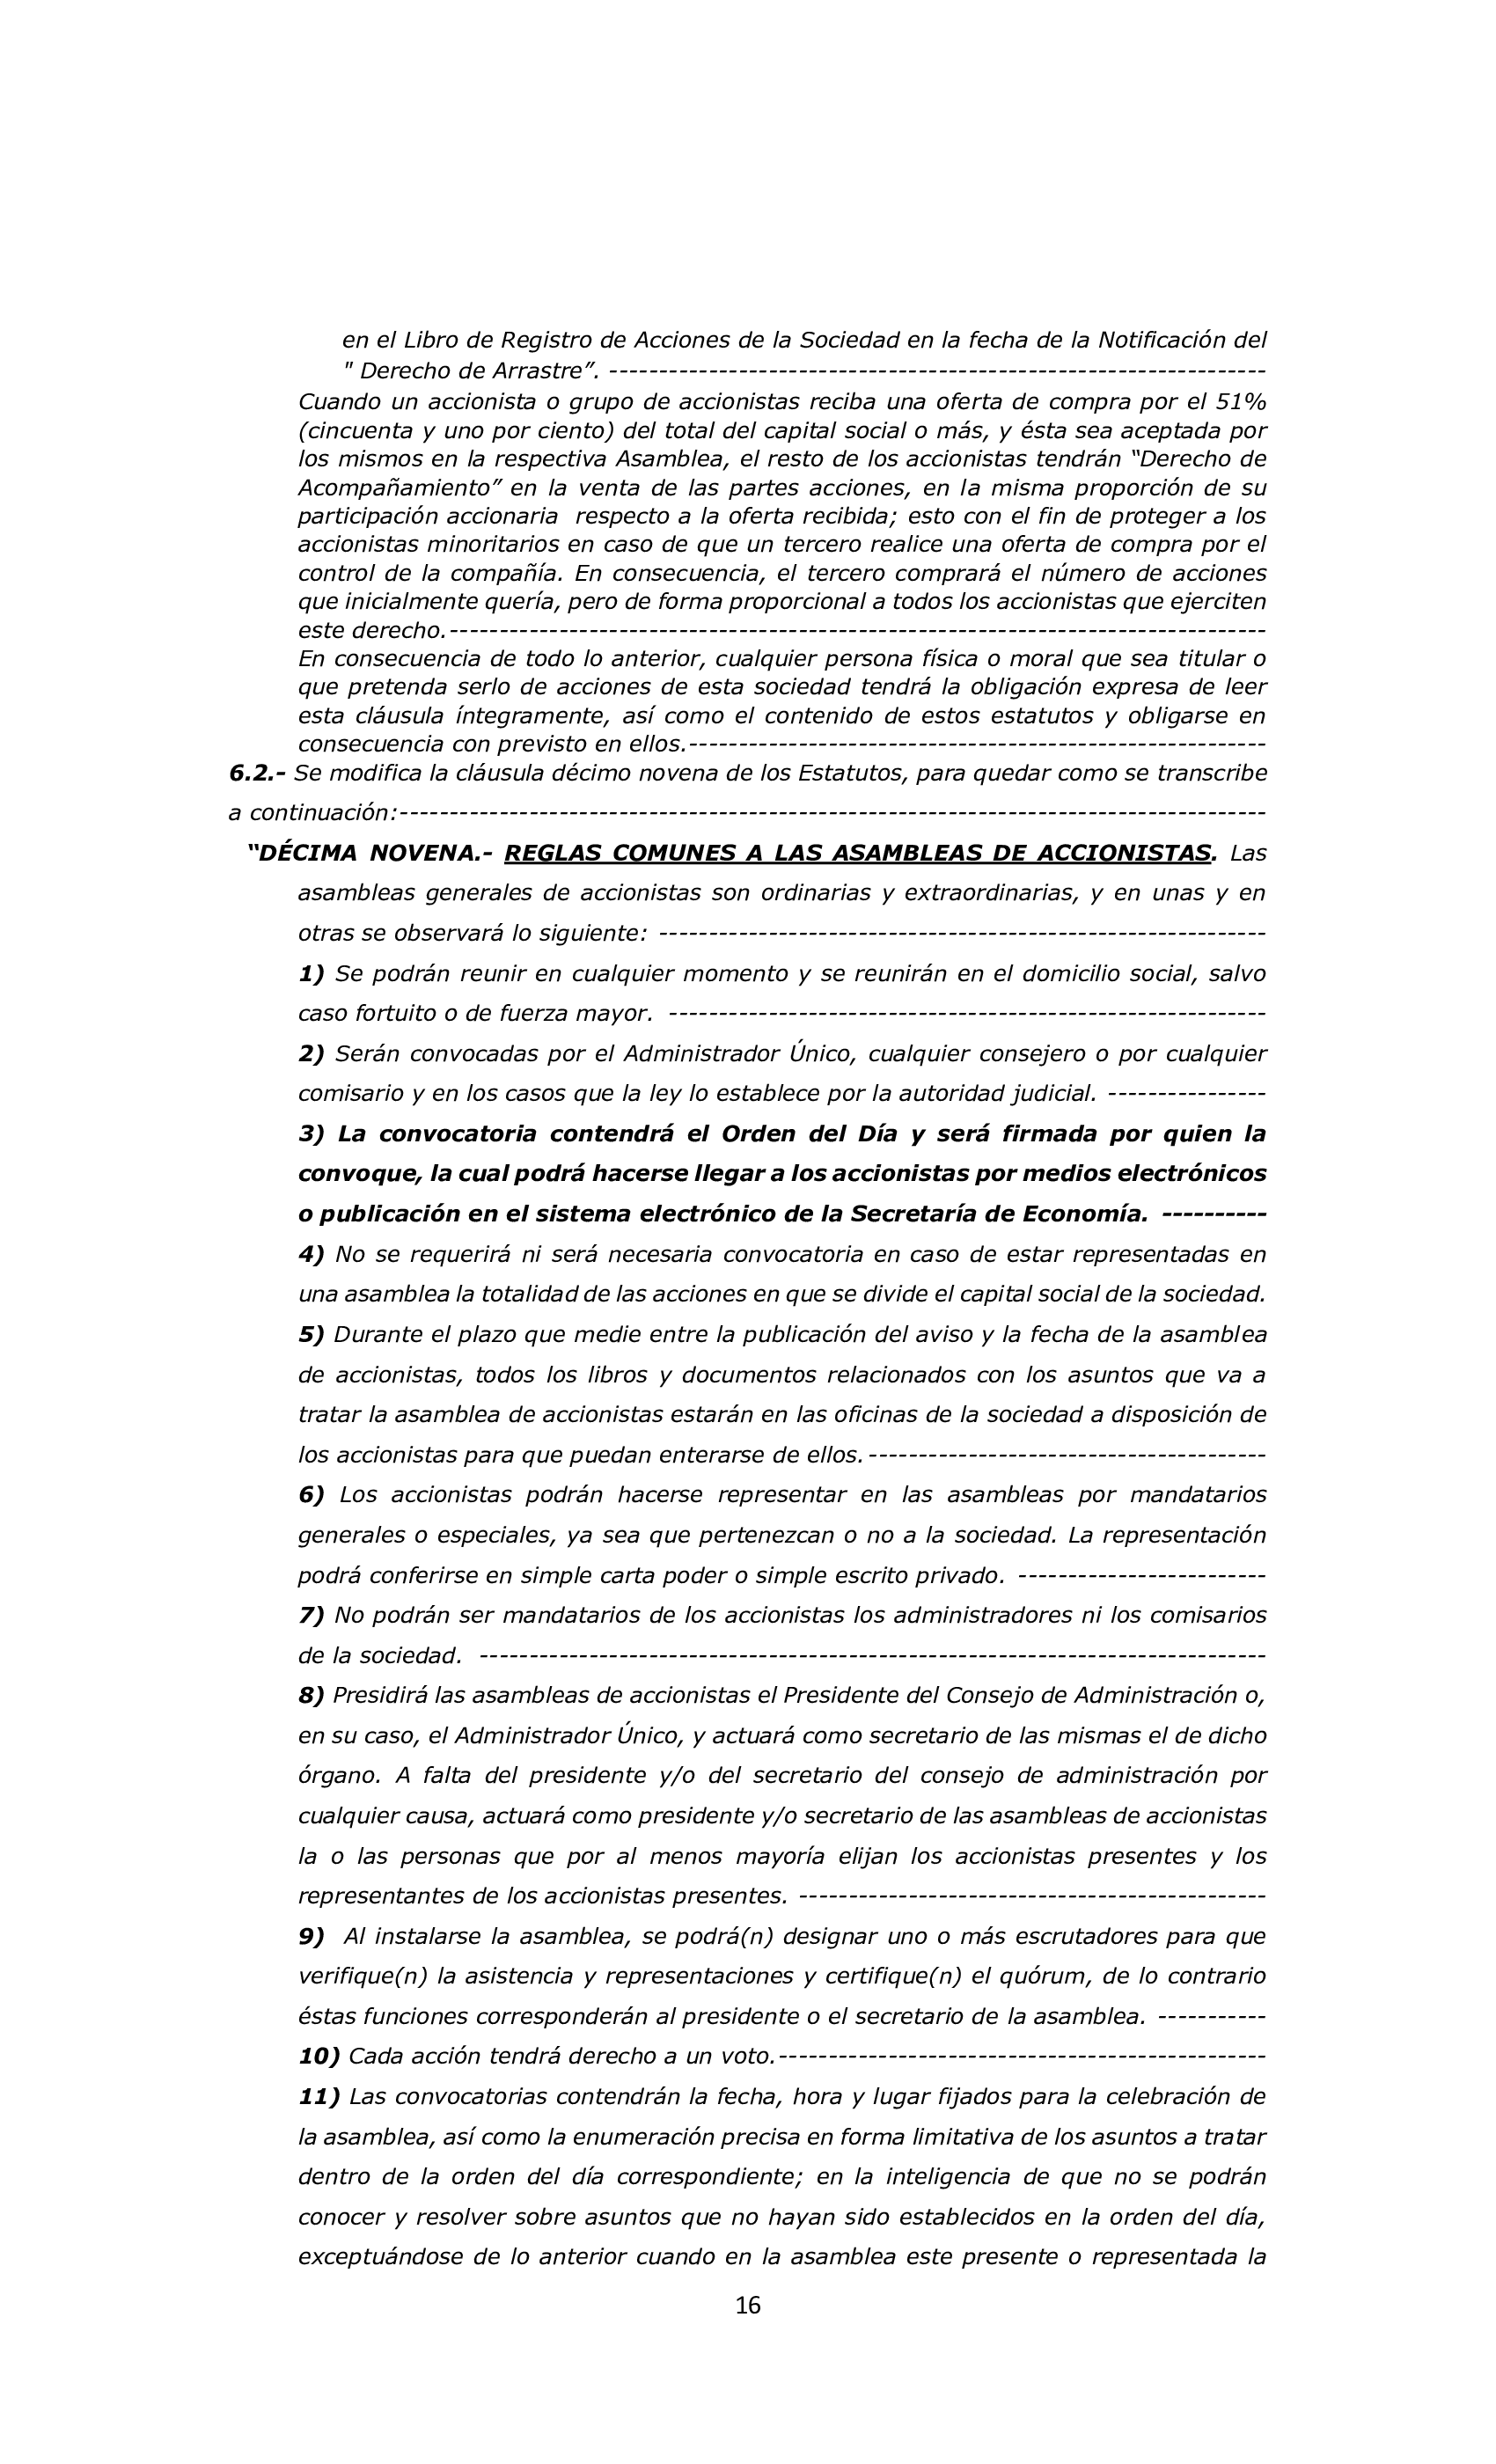 en el Libro de Registro de Acciones de la Sociedad en la fecha de la Notificación del
" Derecho de Arrastre”. ------------------------------------------------------------------
Cuando un accionista o grupo de accionistas reciba una oferta de compra por el 51%
(cincuenta y uno por ciento) del total del capital social o más, y ésta sea aceptada por
los mismos en la respectiva Asamblea, el resto de los accionistas tendrán “Derecho de
Acompañamiento” en la venta de las partes acciones, en la misma proporción de su
participación accionaria  respecto a la oferta recibida; esto con el fin de proteger a los
accionistas minoritarios en caso de que un tercero realice una oferta de compra por el
control de la compañía. En consecuencia, el tercero comprará el número de acciones
que inicialmente quería, pero de forma proporcional a todos los accionistas que ejerciten
este derecho.----------------------------------------------------------------------------------
En consecuencia de todo lo anterior, cualquier persona física o moral que sea titular o
que pretenda serlo de acciones de esta sociedad tendrá la obligación expresa de leer
esta cláusula íntegramente, así como el contenido de estos estatutos y obligarse en
consecuencia con previsto en ellos.----------------------------------------------------------
6.2.- Se modifica la cláusula décimo novena de los Estatutos, para quedar como se transcribe
a continuación:---------------------------------------------------------------------------------------
“DÉCIMA NOVENA.- REGLAS COMUNES A LAS ASAMBLEAS DE ACCIONISTAS. Las
asambleas generales de accionistas son ordinarias y extraordinarias, y en unas y en
otras se observará lo siguiente: -------------------------------------------------------------
1) Se podrán reunir en cualquier momento y se reunirán en el domicilio social, salvo
caso fortuito o de fuerza mayor.  ------------------------------------------------------------
2) Serán convocadas por el Administrador Único, cualquier consejero o por cualquier
comisario y en los casos que la ley lo establece por la autoridad judicial. ----------------
3) La convocatoria contendrá el Orden del Día y será firmada por quien la
convoque, la cual podrá hacerse llegar a los accionistas por medios electrónicos
o publicación en el sistema electrónico de la Secretaría de Economía. ----------
4) No se requerirá ni será necesaria convocatoria en caso de estar representadas en
una asamblea la totalidad de las acciones en que se divide el capital social de la sociedad.
5) Durante el plazo que medie entre la publicación del aviso y la fecha de la asamblea
de accionistas, todos los libros y documentos relacionados con los asuntos que va a
tratar la asamblea de accionistas estarán en las oficinas de la sociedad a disposición de
los accionistas para que puedan enterarse de ellos.----------------------------------------
6) Los accionistas podrán hacerse representar en las asambleas por mandatarios
generales o especiales, ya sea que pertenezcan o no a la sociedad. La representación
podrá conferirse en simple carta poder o simple escrito privado. -------------------------
7) No podrán ser mandatarios de los accionistas los administradores ni los comisarios
de la sociedad.  -------------------------------------------------------------------------------
8) Presidirá las asambleas de accionistas el Presidente del Consejo de Administración o,
en su caso, el Administrador Único, y actuará como secretario de las mismas el de dicho
órgano. A falta del presidente y/o del secretario del consejo de administración por
cualquier causa, actuará como presidente y/o secretario de las asambleas de accionistas
la o las personas que por al menos mayoría elijan los accionistas presentes y los
representantes de los accionistas presentes. -----------------------------------------------
9)  Al instalarse la asamblea, se podrá(n) designar uno o más escrutadores para que
verifique(n) la asistencia y representaciones y certifique(n) el quórum, de lo contrario
éstas funciones corresponderán al presidente o el secretario de la asamblea. -----------
10) Cada acción tendrá derecho a un voto.-------------------------------------------------
11) Las convocatorias contendrán la fecha, hora y lugar fijados para la celebración de
la asamblea, así como la enumeración precisa en forma limitativa de los asuntos a tratar
dentro de la orden del día correspondiente; en la inteligencia de que no se podrán
conocer y resolver sobre asuntos que no hayan sido establecidos en la orden del día,
exceptuándose de lo anterior cuando en la asamblea este presente o representada la
16